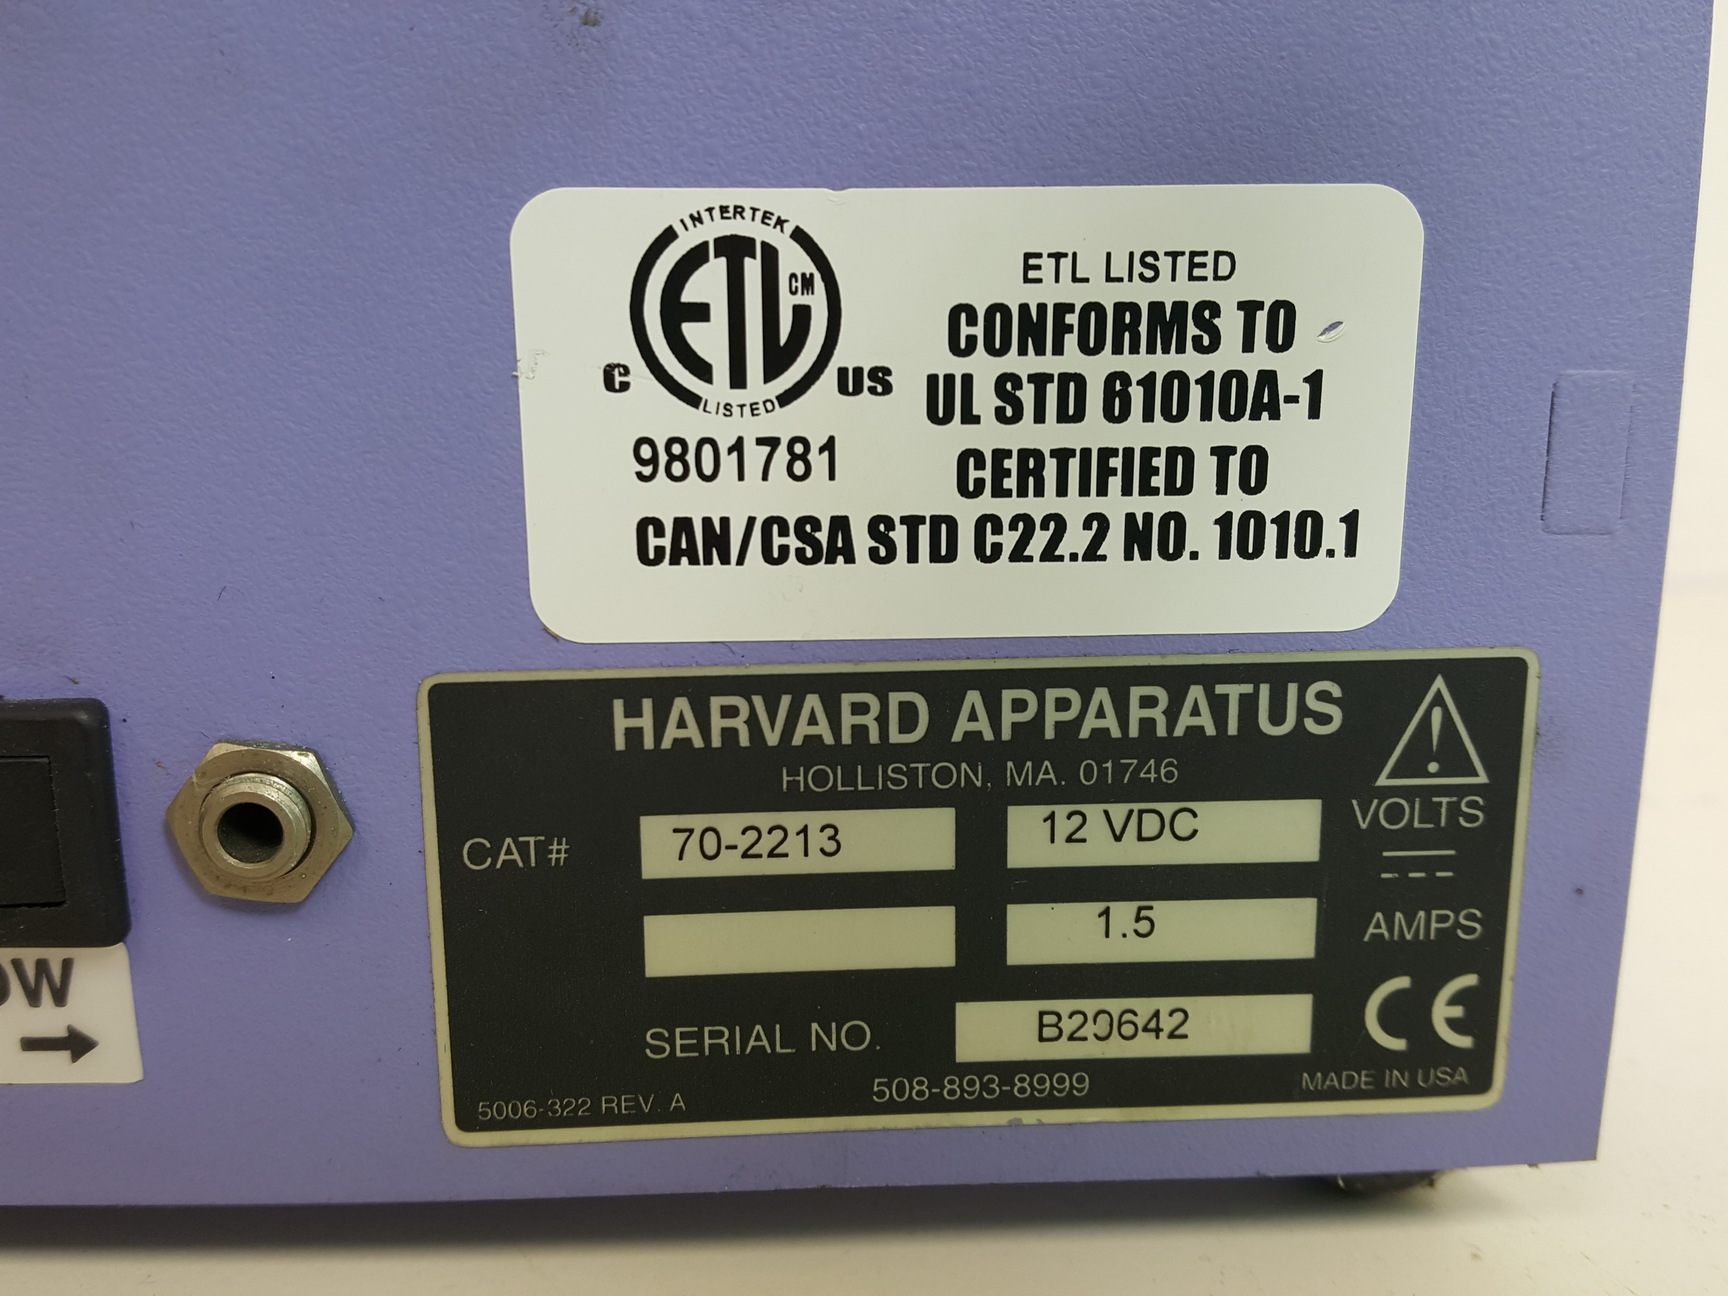 INTERTEK
ETL CM
C US
LISTED
9801781
ETL LISTED
CONFORMS TO
UL STD 61010A-1
CERTIFIED TO
CAN/CSA STD C22.2 NO. 1010.1
HARVARD APPARATUS
HOLLISTON, MA. 01746
CAT# 70-2213 12 VDC VOLTS
1.5 AMPS
SERIAL NO. B20642 CE
508-893-8999 MADE IN USA
5006-322 REV. A
OW